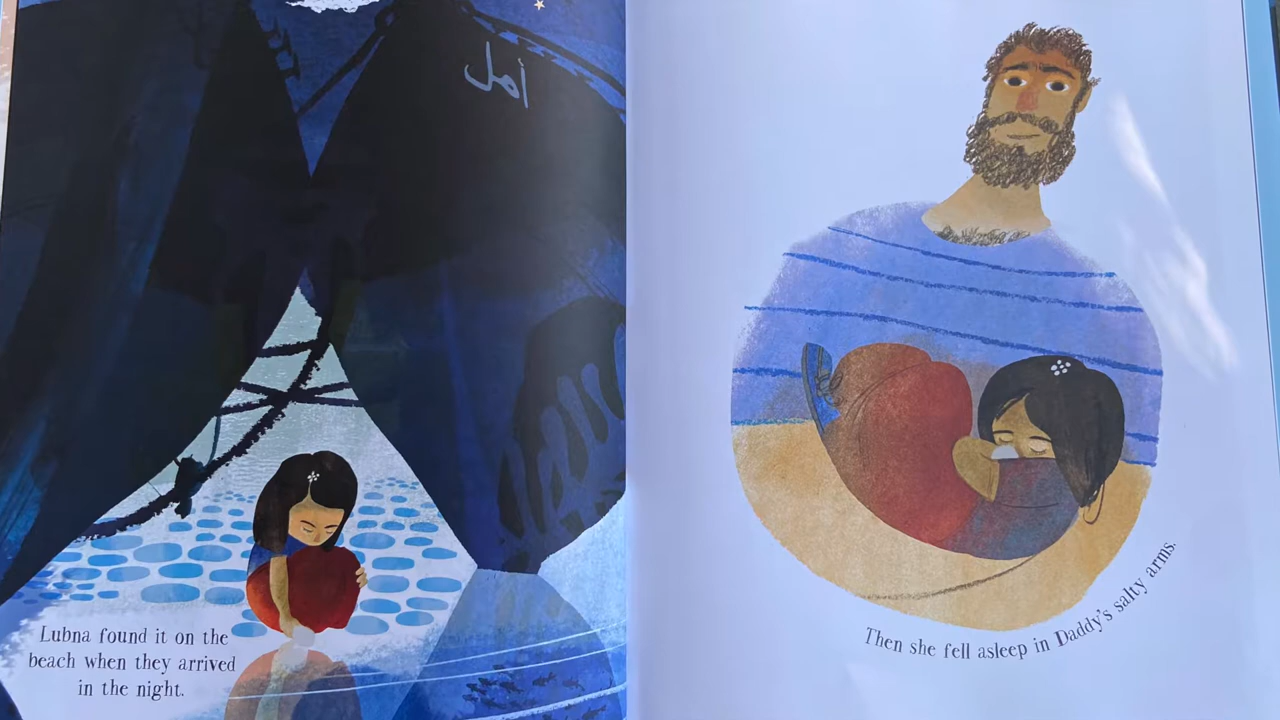 أمل
Lubna found it on the
beach when they arrived
in the night.
Then she fell asleep in Daddy's salty arms.